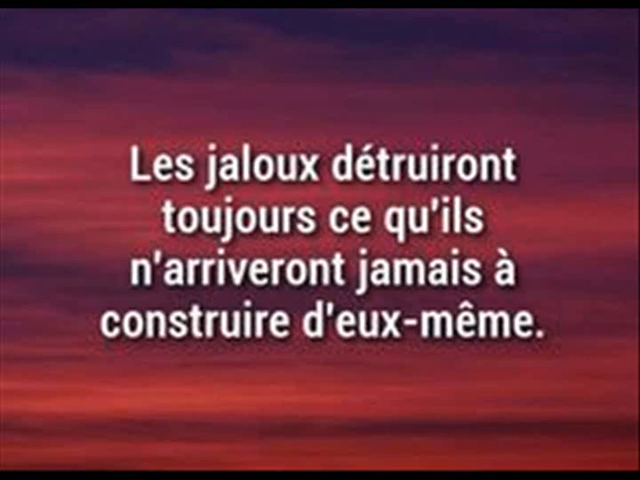 Les jaloux détruiront
toujours ce qu'ils
n'arriveront jamais à
construire d'eux-même.